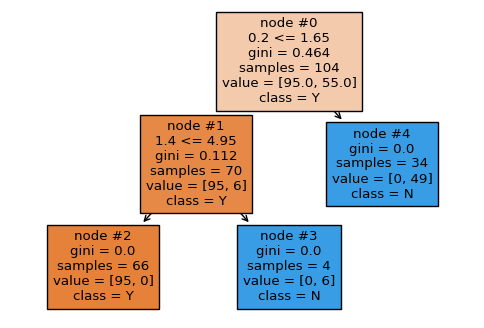 node #0
0.2 <= 1.65
gini = 0.464
samples = 104
value = [95.0, 55.0]
class = Y
node #1
1.4 <= 4.95
gini = 0.112
samples = 70
value = [95, 6]
class = Y
node #4
gini = 0.0
samples = 34
value = [0, 49]
class = N
node #2
gini = 0.0
samples = 66
value = [95, 0]
class = Y
node #3
gini = 0.0
samples = 4
value = [0, 6]
class = N